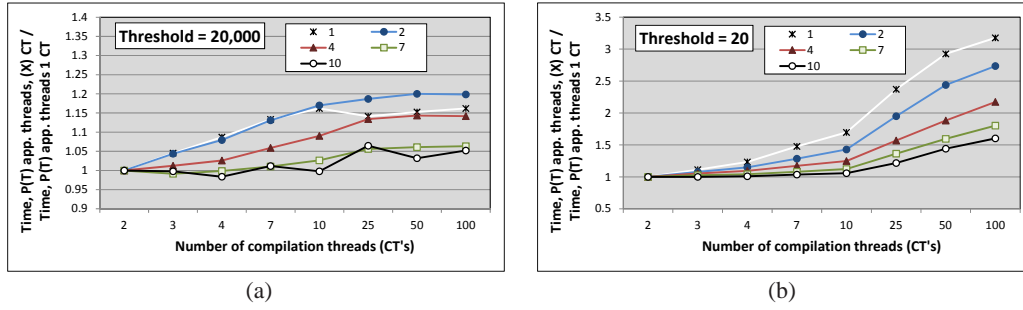 Time, P(T) app. threads, (X) CT /
Time, P(T) app. threads 1 CT
1.4
1.35
1.3
1.25
1.2
1.15
1.1
1.05
1
0.95
0.9
Threshold = 20,000
1 2
4 7
10
2 3 4 7 10 25 50 100
Number of compilation threads (CT's)
(a)
Time, P(T) app. threads, (X) CT /
Time, P(T) app. threads 1 CT
3.5
3
2.5
2
1.5
1
0.5
Threshold = 20
1 2
4 7
10
2 3 4 7 10 25 50 100
Number of compilation threads (CT's)
(b)